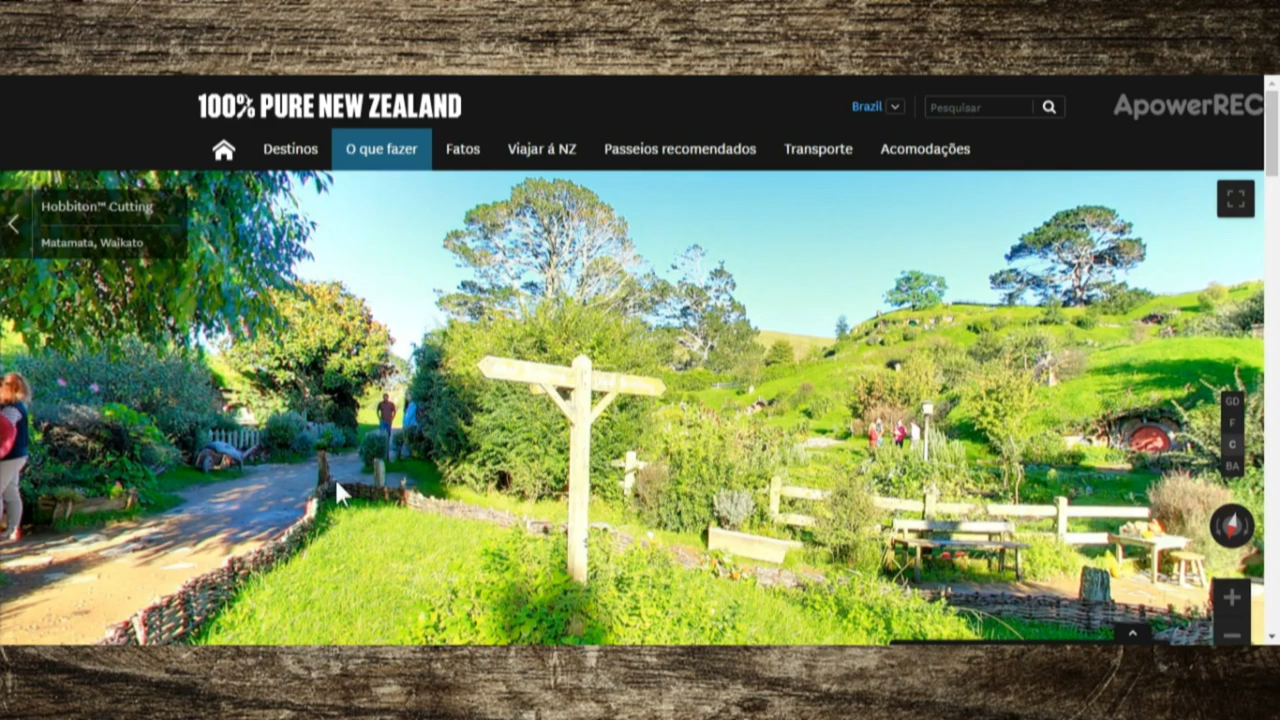 100% PURE NEW ZEALAND
Brazil
Pesquisar
ApowerREC
Destinos
O que fazer
Fatos
Viajar á NZ
Passeios recomendados
Transporte
Acomodações
Hobbiton™ Cutting
Matamata, Waikato
GD
F
C
BA